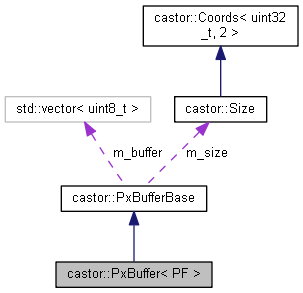 castor::Coords< uint32
_t, 2 >
std::vector< uint8_t >
castor::Size
m_buffer
m_size
castor::PxBufferBase
castor::PxBuffer< PF >